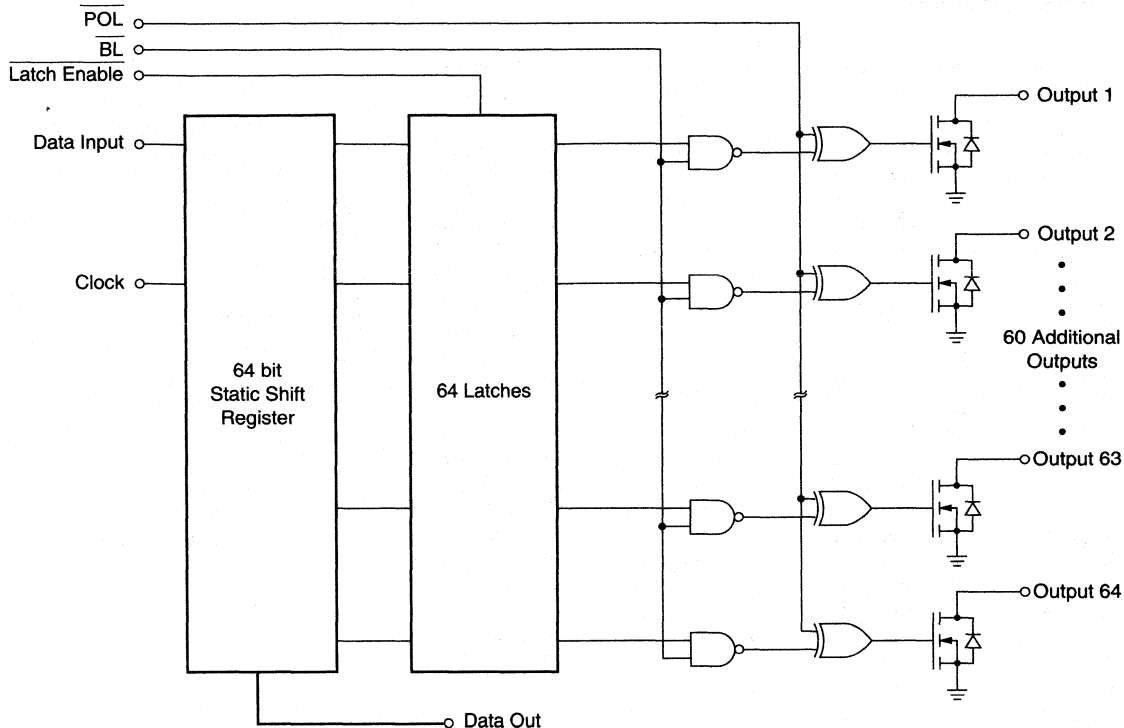 POL
BL
Latch Enable
Output 1
Data Input
Output 2
Clock
60 Additional
Outputs
64 bit
Static Shift
Register
64 Latches
Output 63
Output 64
Data Out